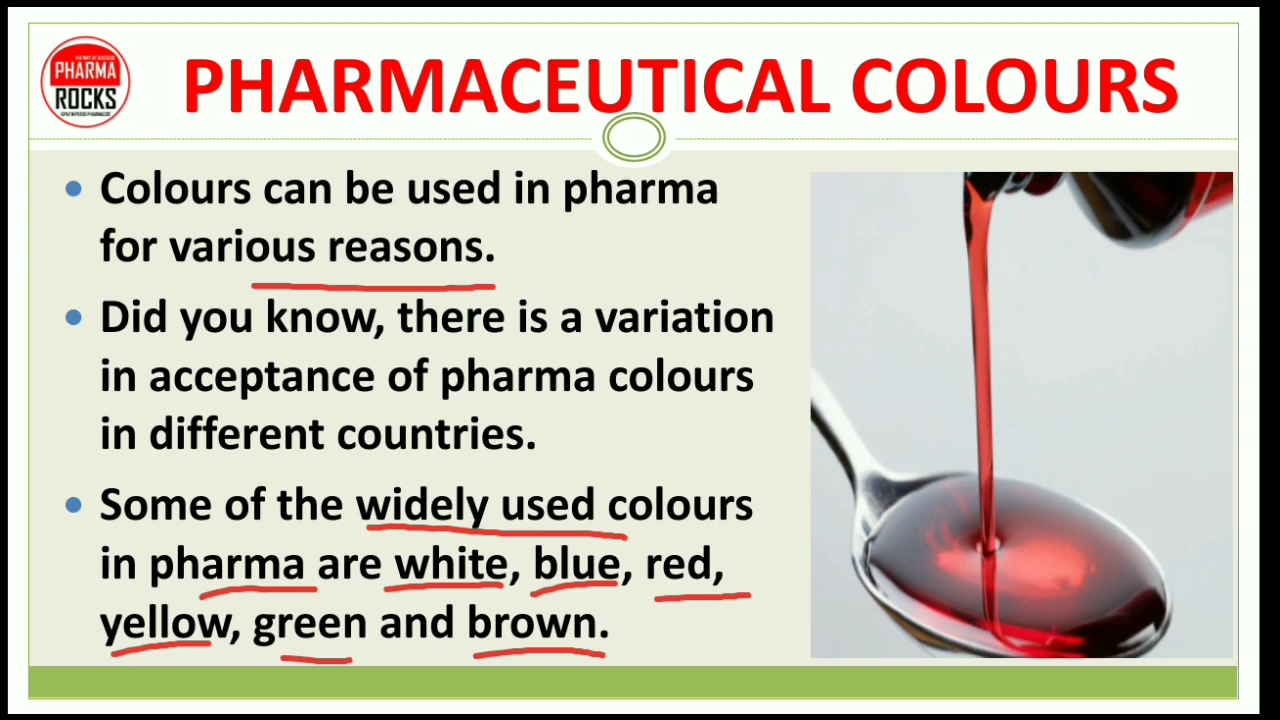 PHARMA
ROCKS
PHARMACEUTICAL COLOURS
Colours can be used in pharma
for various reasons.
Did you know, there is a variation
in acceptance of pharma colours
in different countries.
Some of the widely used colours
in pharma are white, blue, red,
yellow, green and brown.